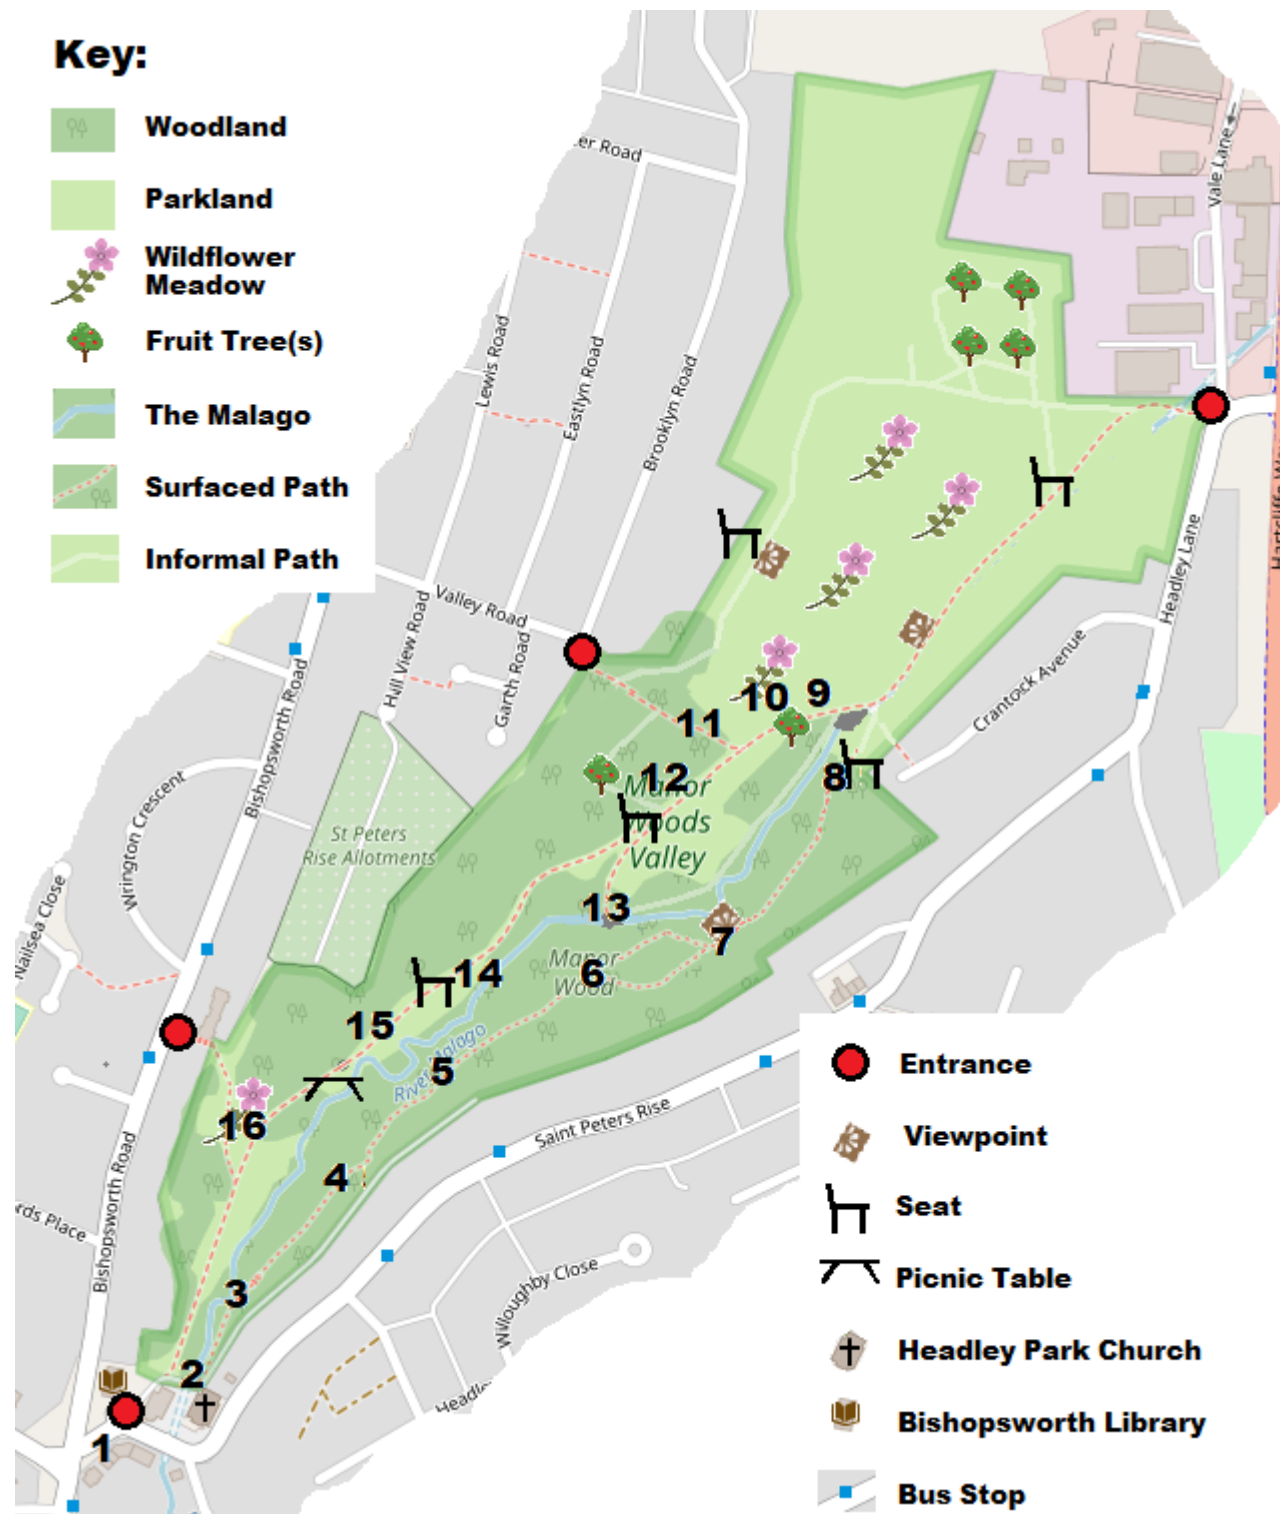 Key:
Woodland
Parkland
Wildflower
Meadow
Fruit Tree(s)
The Malago
Surfaced Path
Informal Path
er Road
Vale Lane
Lewis Road
Eastlyn Road
Brooklyn Road
Valley Road
Hill View Road
Garth Road
Bishopsworth Road
Wrington Crescent
Nailsea Close
St Peters
Rise Allotments
Headley Lane
Crantock Avenue
10
9
11
12
8
Manor
Woods
Valley
13
7
14
6
Manor
Wood
15
5
River Malago
16
4
Saint Peters Rise
Bishopsworth Road
rds Place
Willoughby Close
3
2
1
Entrance
Viewpoint
Seat
Picnic Table
Headley Park Church
Bishopsworth Library
Bus Stop